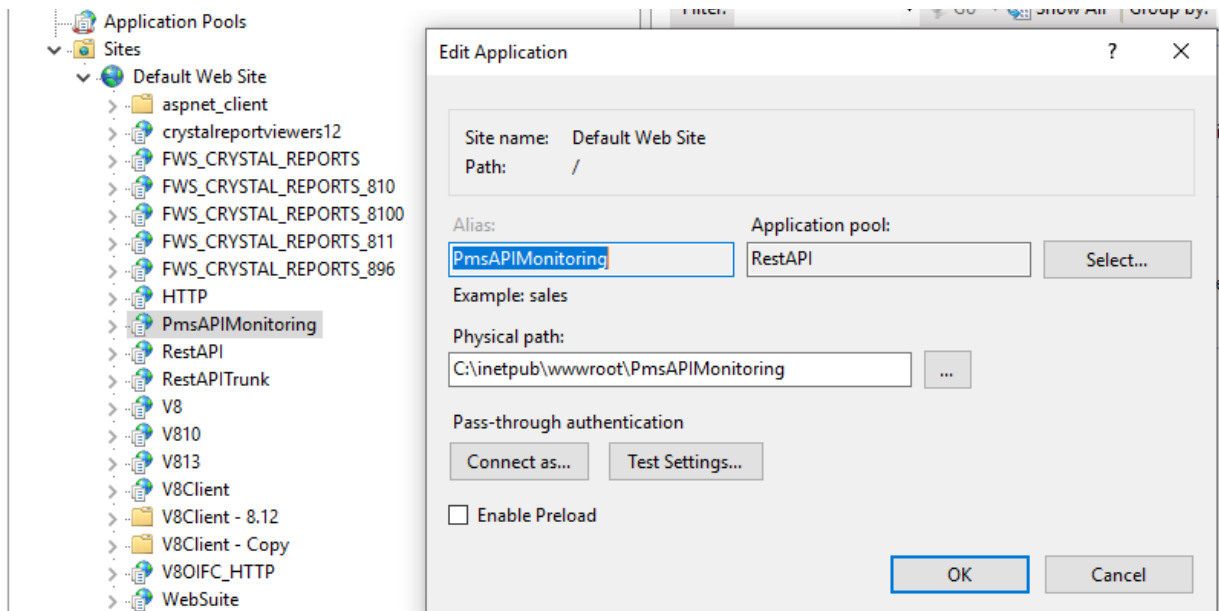 Application Pools
Sites
Default Web Site
aspnet_client
crystalreportviewers12
FWS_CRYSTAL_REPORTS
FWS_CRYSTAL_REPORTS_810
FWS_CRYSTAL_REPORTS_8100
FWS_CRYSTAL_REPORTS_811
FWS_CRYSTAL_REPORTS_896
HTTP
PmsAPIMonitoring
RestAPI
RestAPITrunk
V8
V810
V813
V8Client
V8Client - 8.12
V8Client - Copy
V8OIFC_HTTP
WebSuite
Filter: Go Show All Group by:
Edit Application ?
Site name: Default Web Site
Path: /
Alias: Application pool:
PmsAPIMonitoring RestAPI Select...
Example: sales
Physical path:
C:\inetpub\wwwroot\PmsAPIMonitoring ...
Pass-through authentication
Connect as... Test Settings...
Enable Preload
OK Cancel